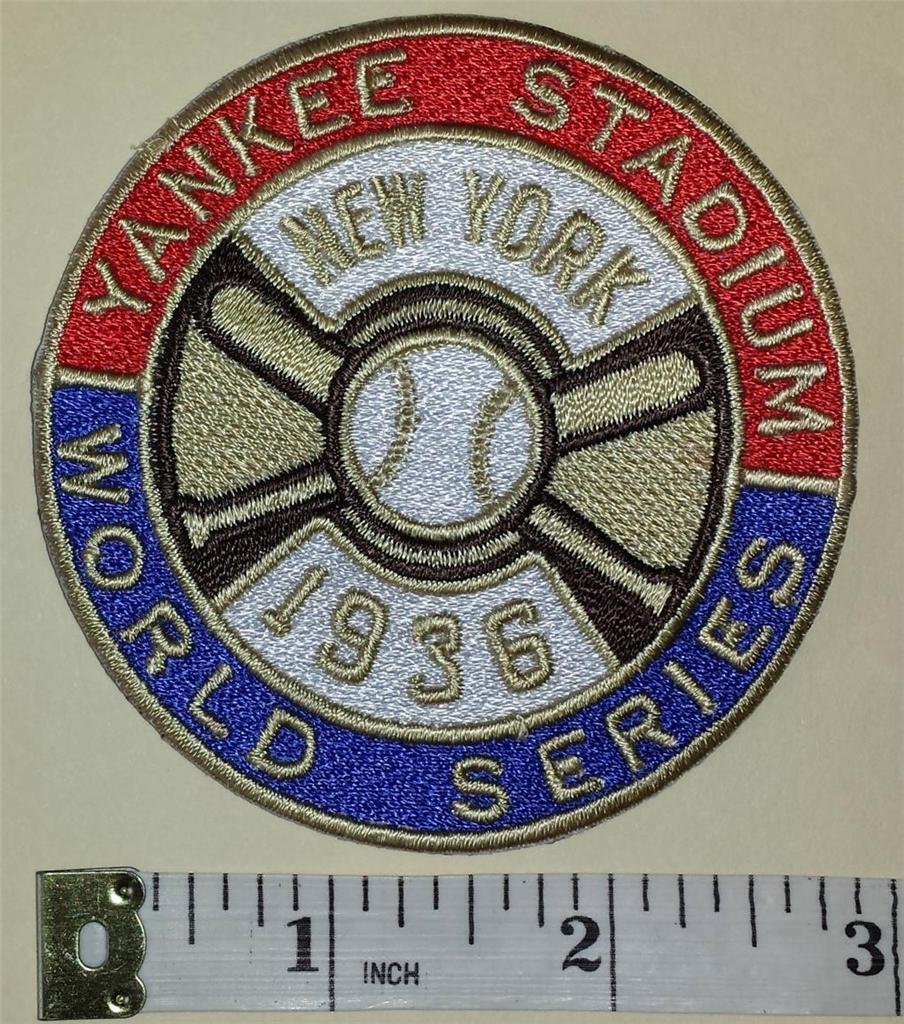 YANKEE STADIUM
NEW YORK
1936
WORLD SERIES
1 INCH 2 3